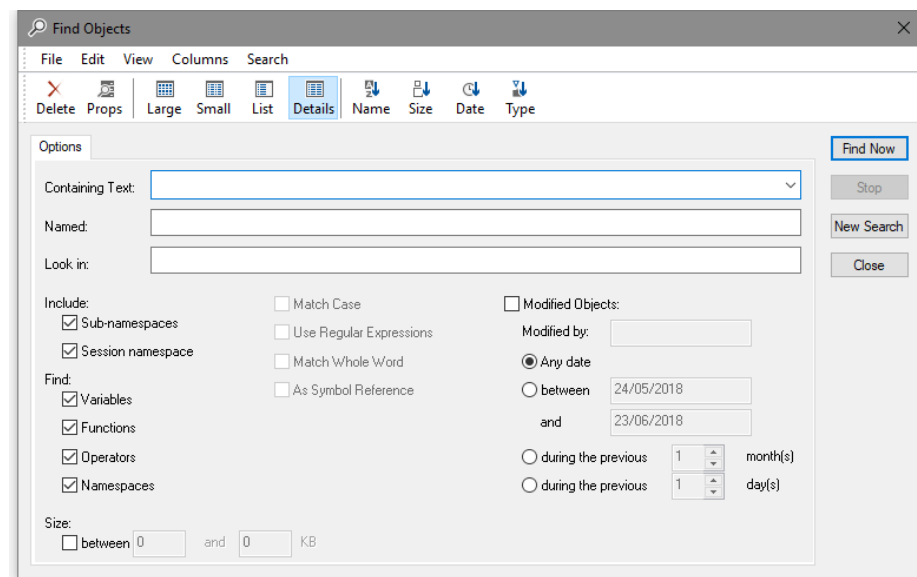 Find Objects
File Edit View Columns Search
Delete Props Large Small List Details Name Size Date Type
Options
Find Now
Containing Text:
Stop
Named:
New Search
Look in:
Close
Include:
Match Case
Modified Objects:
Sub-namespaces
Use Regular Expressions
Modified by:
Session namespace
Match Whole Word
Any date
Find:
As Symbol Reference
between 24/05/2018
Variables
and 23/06/2018
Functions
Operators
during the previous 1 month(s)
Namespaces
during the previous 1 day(s)
Size:
between 0 and 0 KB